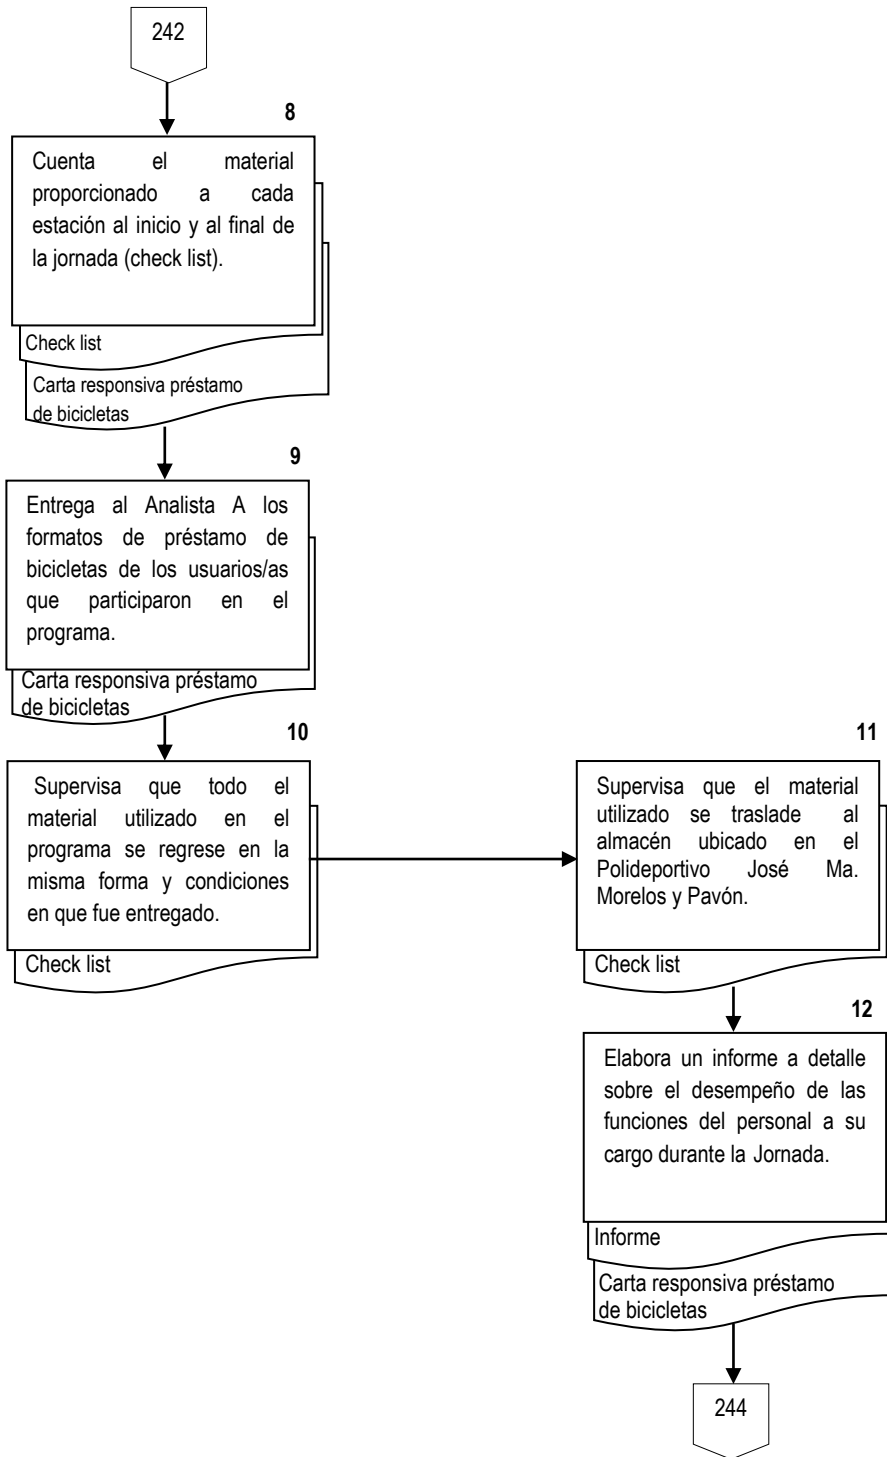 242
8
Cuenta el material
proporcionado a cada
estación al inicio y al final de
la jornada (check list).
Check list
Carta responsiva préstamo
de bicicletas
9
Entrega al Analista A los
formatos de préstamo de
bicicletas de los usuarios/as
que participaron en el
programa.
Carta responsiva préstamo
de bicicletas
10
Supervisa que todo el
material utilizado en el
programa se regrese en la
misma forma y condiciones
en que fue entregado.
Check list
11
Supervisa que el material
utilizado se traslade al
almacén ubicado en el
Polideportivo José Ma.
Morelos y Pavón.
Check list
12
Elabora un informe a detalle
sobre el desempeño de las
funciones del personal a su
cargo durante la Jornada.
Informe
Carta responsiva préstamo
de bicicletas
244